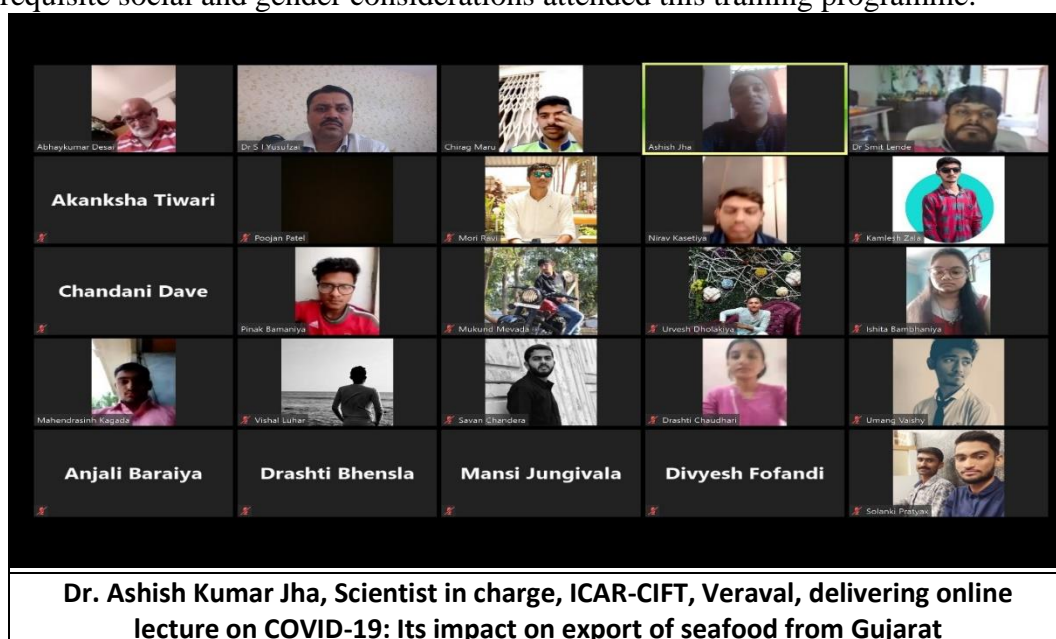 requisite social and gender considerations attended this training programme.
Abhaykumar Desai
Dr S I Yusufzai
Chirag Maru
Ashish Jha
Dr Smit Lende
Akanksha Tiwari
Poojan Patel
Mori Ravi
Nirav Kasetiya
Kamlesh Zala
Chandani Dave
Pinak Bamaniya
Mukund Mevada
Urvesh Dholakiya
Ishita Bambhaniya
Mahendrasinh Kagada
Vishal Luhar
Savan Chandera
Drashti Chaudhari
Umang Vaishy
Anjali Baraiya
Drashti Bhensla
Mansi Jungivala
Divyesh Fofandi
Solanki Pratyax
Dr. Ashish Kumar Jha, Scientist in charge, ICAR-CIFT, Veraval, delivering online
lecture on COVID-19: Its impact on export of seafood from Gujarat